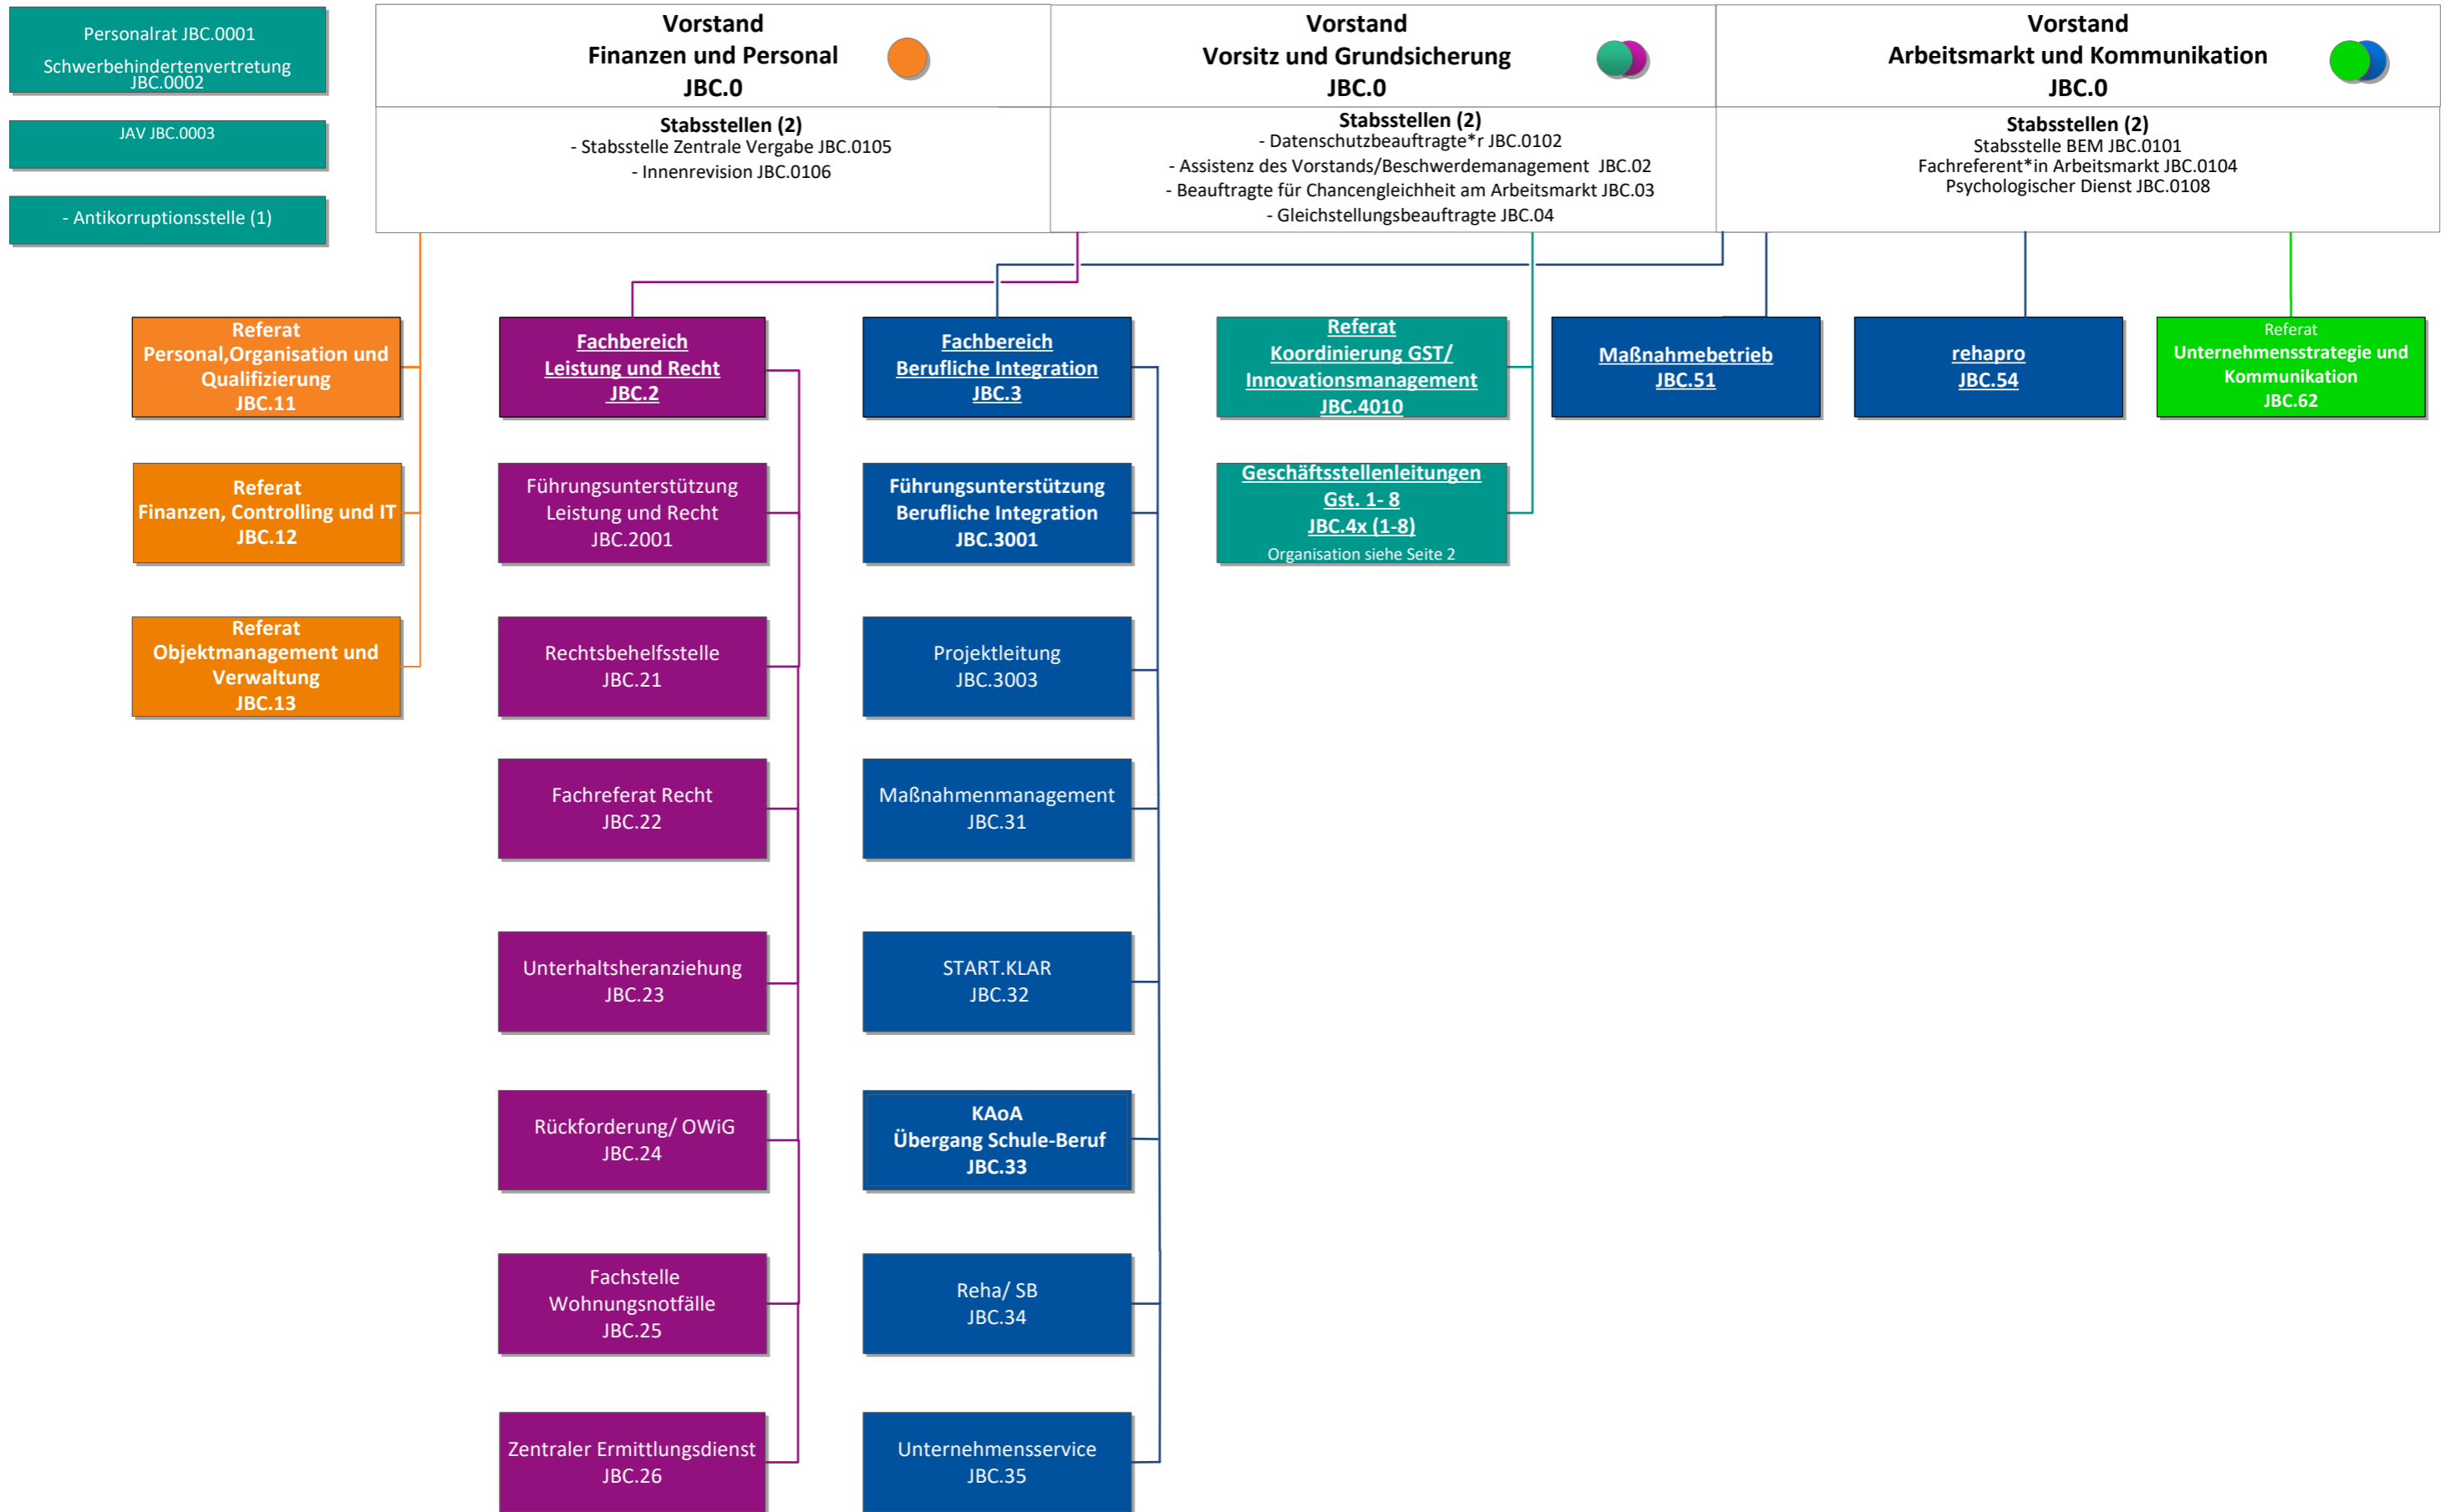 Personalrat JBC.0001
Schwerbehindertenvertretung
JBC.0002
JAV JBC.0003
- Antikorruptionsstelle (1)
Vorstand
Finanzen und Personal
JBC.0
Stabsstellen (2)
- Stabsstelle Zentrale Vergabe JBC.0105
- Innenrevision JBC.0106
Vorstand
Vorsitz und Grundsicherung
JBC.0
Stabsstellen (2)
- Datenschutzbeauftragte*r JBC.0102
- Assistenz des Vorstands/Beschwerdemanagement JBC.02
- Beauftragte für Chancengleichheit am Arbeitsmarkt JBC.03
- Gleichstellungsbeauftragte JBC.04
Vorstand
Arbeitsmarkt und Kommunikation
JBC.0
Stabsstellen (2)
Stabsstelle BEM JBC.0101
Fachreferent*in Arbeitsmarkt JBC.0104
Psychologischer Dienst JBC.0108
Referat
Personal,Organisation und
Qualifizierung
JBC.11
Referat
Finanzen, Controlling und IT
JBC.12
Referat
Objektmanagement und
Verwaltung
JBC.13
Fachbereich
Leistung und Recht
JBC.2
Führungsunterstützung
Leistung und Recht
JBC.2001
Rechtsbehelfsstelle
JBC.21
Fachreferat Recht
JBC.22
Unterhaltsheranziehung
JBC.23
Rückforderung/ OWiG
JBC.24
Fachstelle
Wohnungsnotfälle
JBC.25
Zentraler Ermittlungsdienst
JBC.26
Fachbereich
Berufliche Integration
JBC.3
Führungsunterstützung
Berufliche Integration
JBC.3001
Projektleitung
JBC.3003
Maßnahmenmanagement
JBC.31
START.KLAR
JBC.32
KAoA
Übergang Schule-Beruf
JBC.33
Reha/ SB
JBC.34
Unternehmensservice
JBC.35
Referat
Koordinierung GST/
Innovationsmanagement
JBC.4010
Geschäftsstellenleitungen
Gst. 1- 8
JBC.4x (1-8)
Organisation siehe Seite 2
Maßnahmebetrieb
JBC.51
rehapro
JBC.54
Referat
Unternehmensstrategie und
Kommunikation
JBC.62